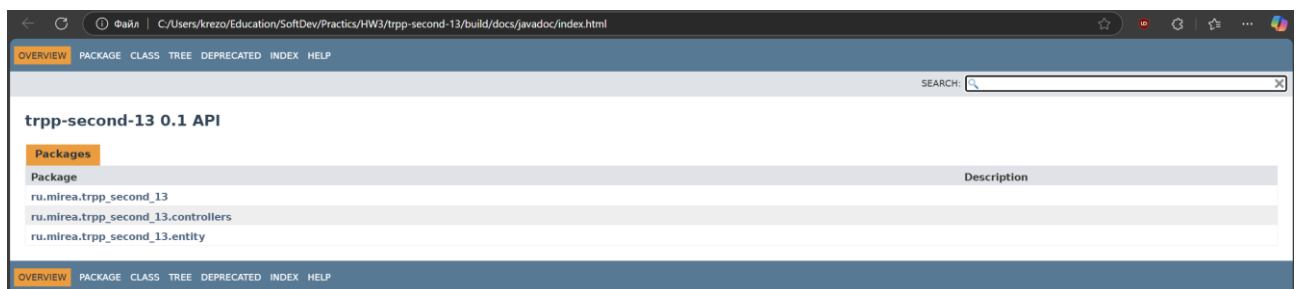 Файл C:/Users/krezo/Education/SoftDev/Practics/HW3/trpp-second-13/build/docs/javadoc/index.html
OVERVIEW PACKAGE CLASS TREE DEPRECATED INDEX HELP
SEARCH:
trpp-second-13 0.1 API
Packages
Package Description
ru.mirea.trpp_second_13
ru.mirea.trpp_second_13.controllers
ru.mirea.trpp_second_13.entity
OVERVIEW PACKAGE CLASS TREE DEPRECATED INDEX HELP